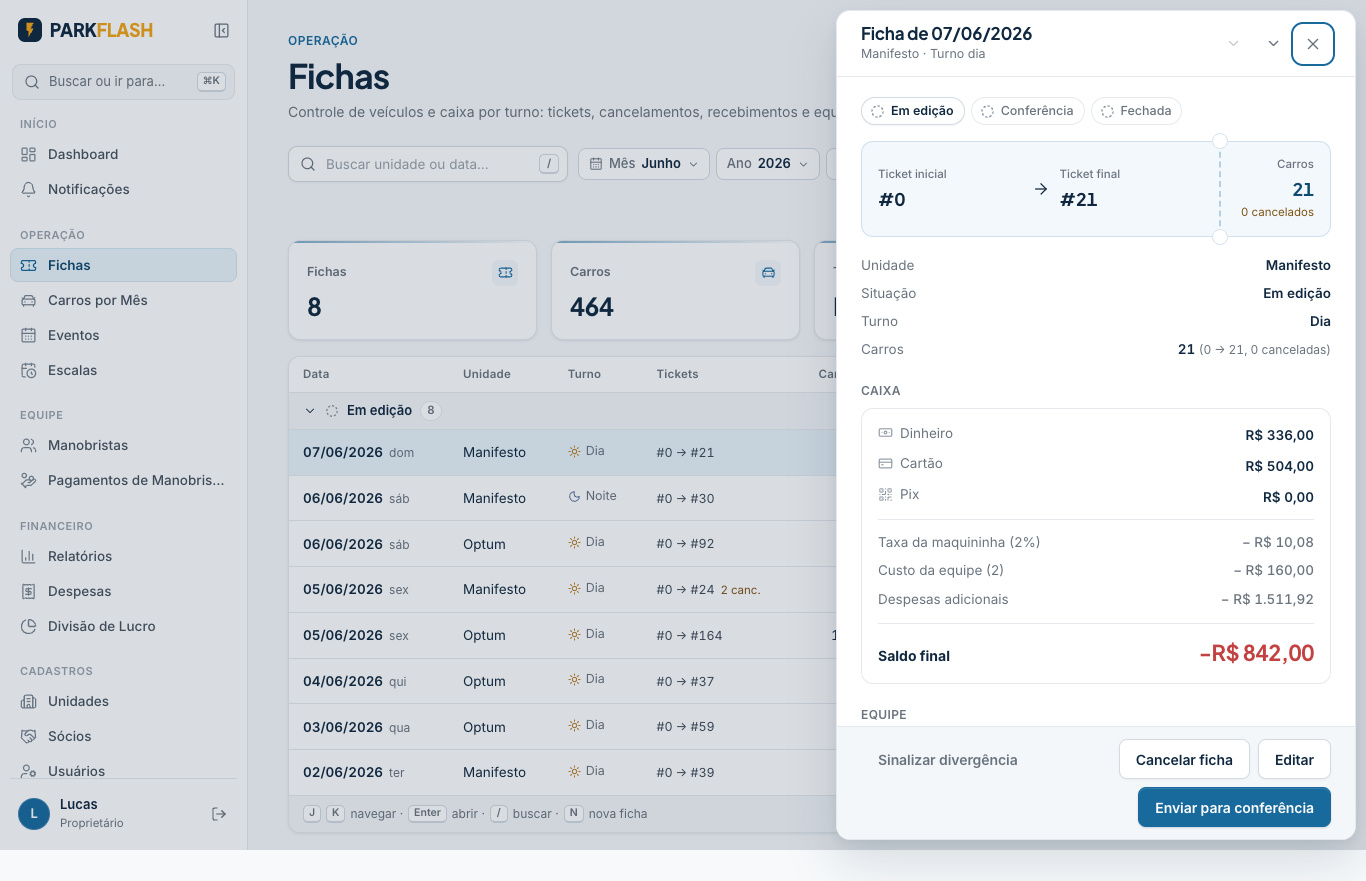 PARKFLASH
Buscar ou ir para... ⌘K
INÍCIO
Dashboard
Notificações
OPERAÇÃO
Fichas
Carros por Mês
Eventos
Escalas
EQUIPE
Manobristas
Pagamentos de Manobris...
FINANCEIRO
Relatórios
Despesas
Divisão de Lucro
CADASTROS
Unidades
Sócios
Usuários
L
Lucas
Proprietário
OPERAÇÃO
Fichas
Controle de veículos e caixa por turno: tickets, cancelamentos, recebimentos e equ
Buscar unidade ou data... /
Mês Junho
Ano 2026
Fichas
8
Carros
464
Data Unidade Turno Tickets Car
Em edição 8
07/06/2026 dom Manifesto Dia #0 → #21
06/06/2026 sáb Manifesto Noite #0 → #30
06/06/2026 sáb Optum Dia #0 → #92
05/06/2026 sex Manifesto Dia #0 → #24 2 canc.
05/06/2026 sex Optum Dia #0 → #164 1
04/06/2026 qui Optum Dia #0 → #37
03/06/2026 qua Optum Dia #0 → #59
02/06/2026 ter Manifesto Dia #0 → #39
J K navegar · Enter abrir · / buscar · N nova ficha
Ficha de 07/06/2026
Manifesto · Turno dia
Em edição Conferência Fechada
Ticket inicial
#0
→
Ticket final
#21
Carros
21
0 cancelados
Unidade Manifesto
Situação Em edição
Turno Dia
Carros 21 (0 → 21, 0 canceladas)
CAIXA
Dinheiro R$ 336,00
Cartão R$ 504,00
Pix R$ 0,00
Taxa da maquininha (2%) − R$ 10,08
Custo da equipe (2) − R$ 160,00
Despesas adicionais − R$ 1.511,92
Saldo final −R$ 842,00
EQUIPE
Sinalizar divergência
Cancelar ficha
Editar
Enviar para conferência